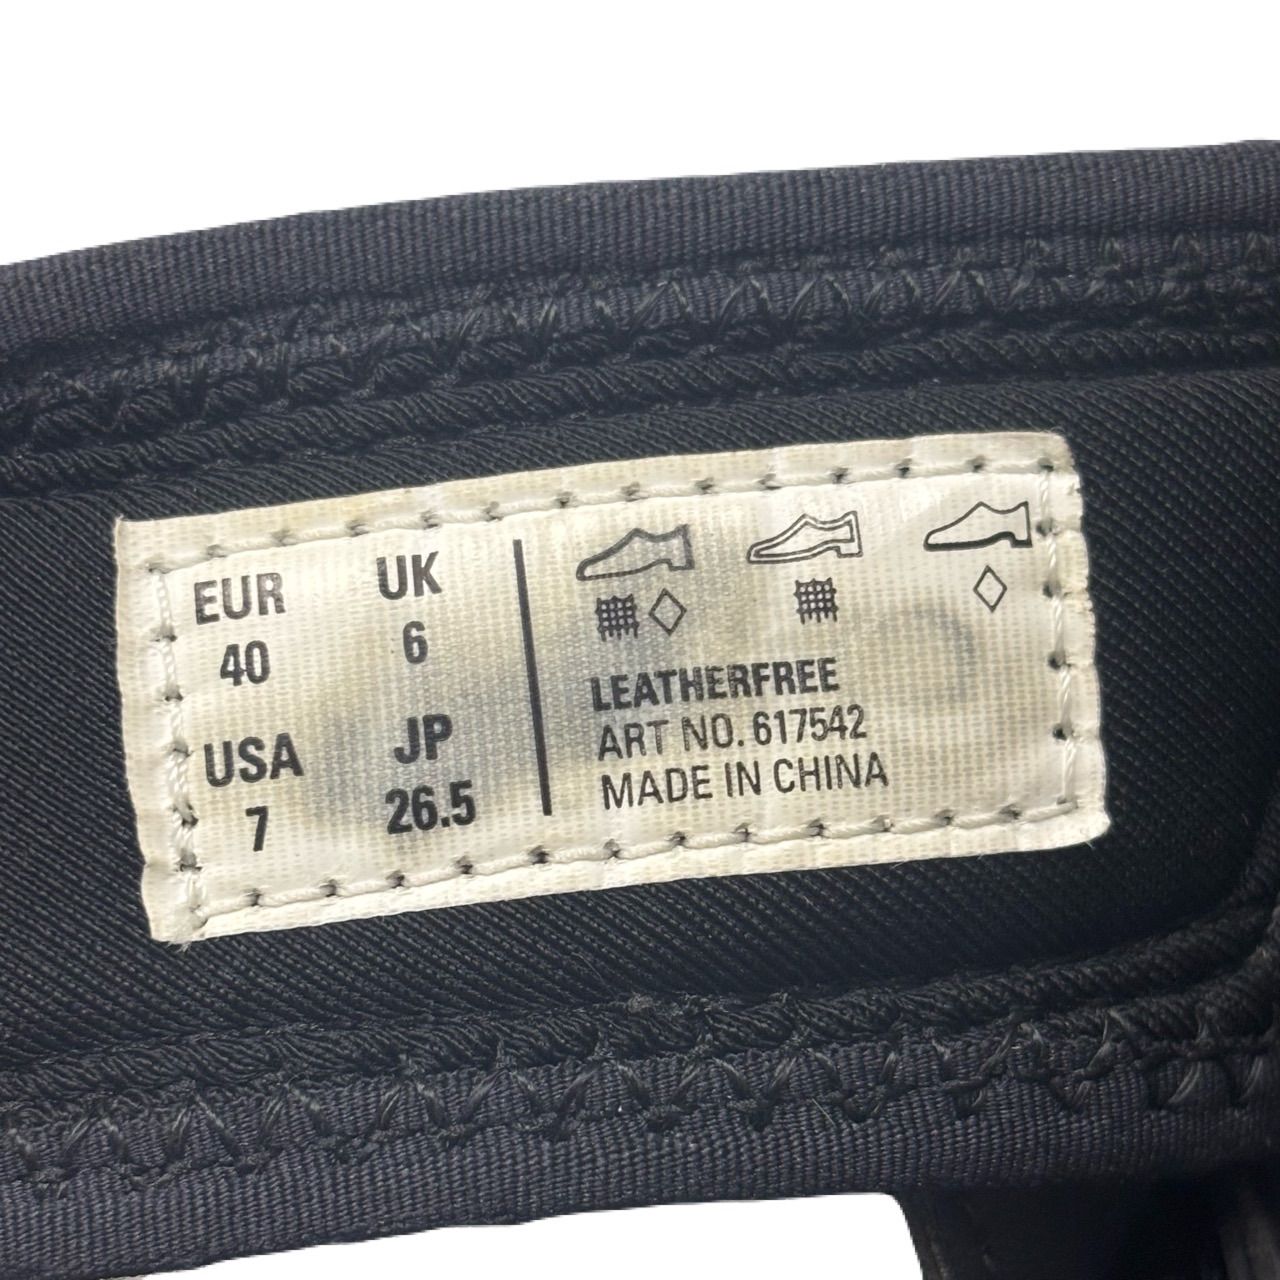 EUR UK
40 6
USA JP
7 26.5
LEATHERFREE
ART NO. 617542
MADE IN CHINA